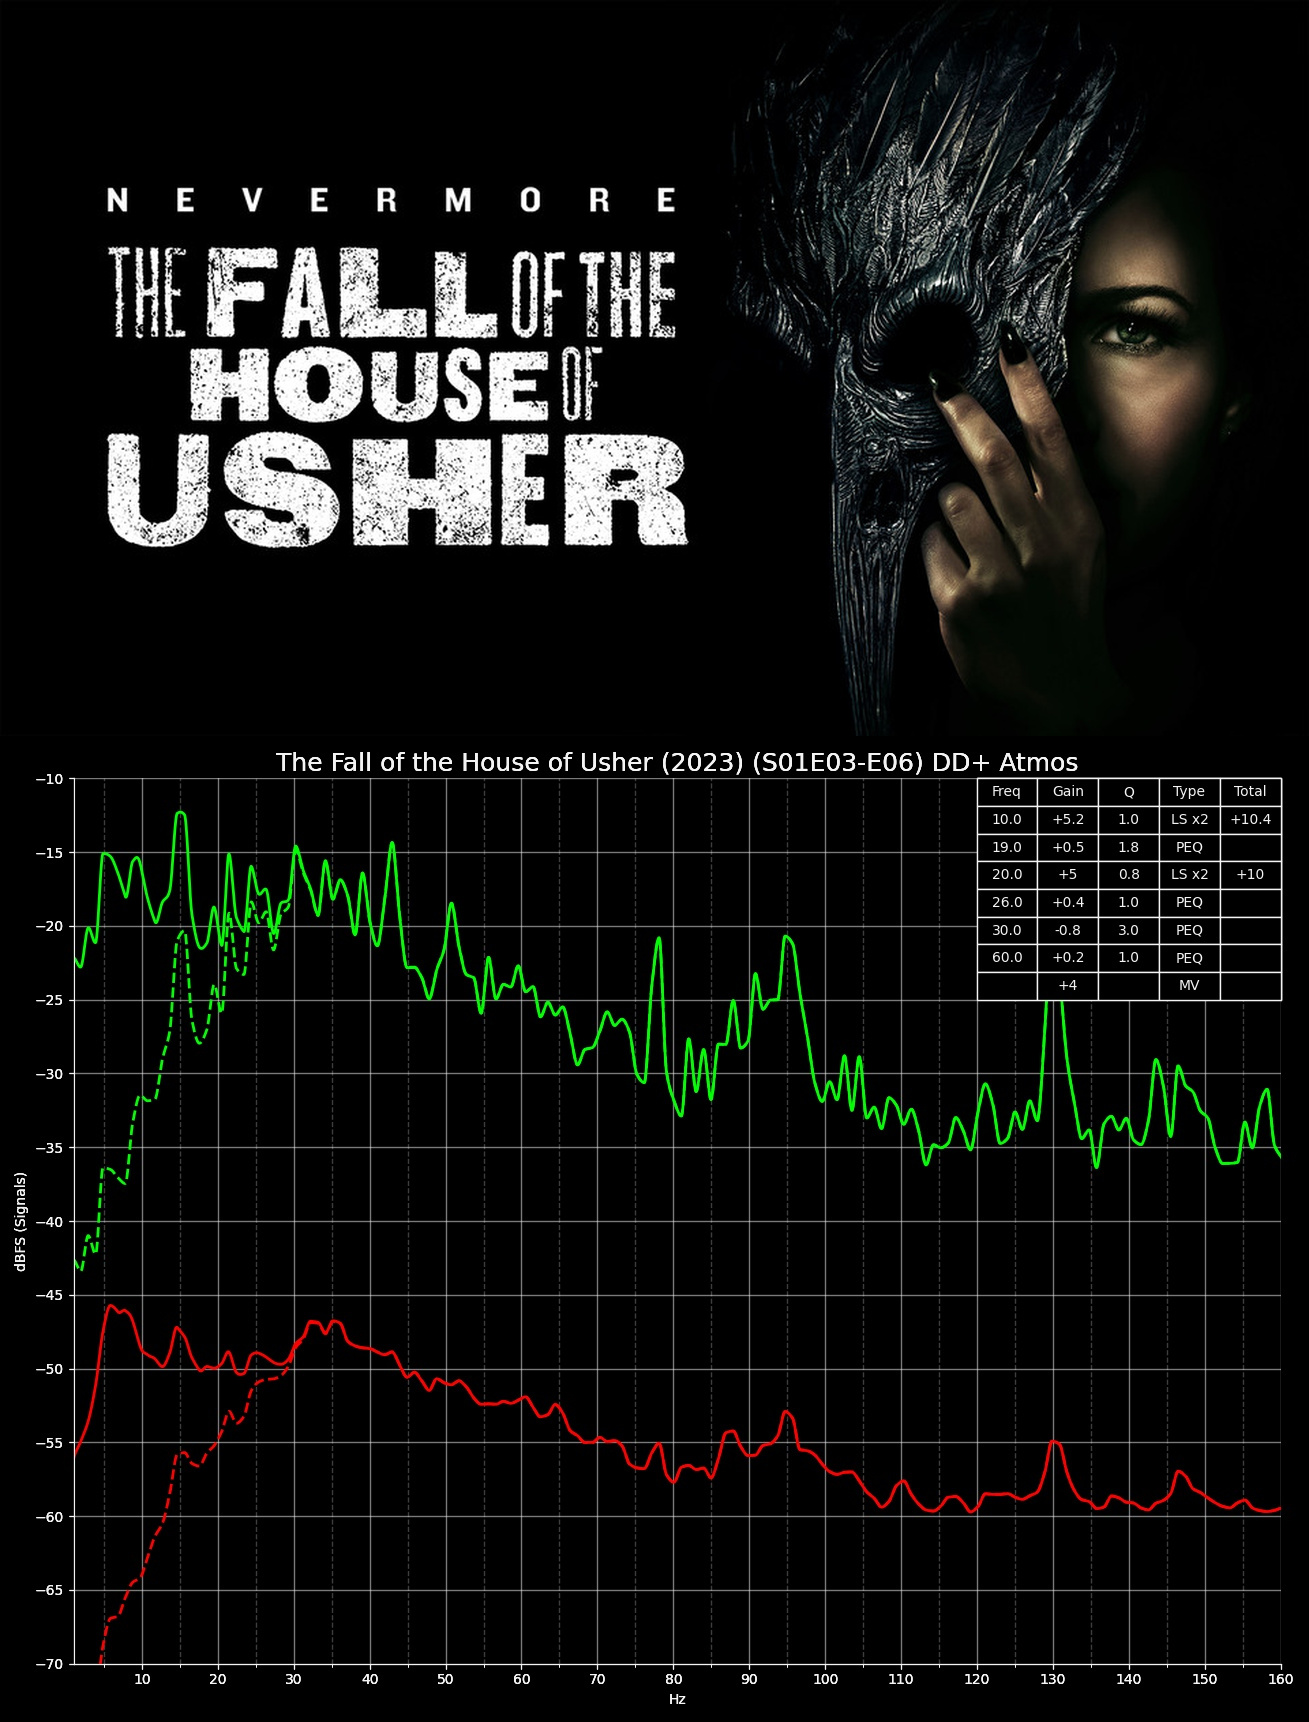 NEVERMORE
THE FALL OF THE
HOUSE OF
USHER
The Fall of the House of Usher (2023) (S01E03-E06) DD+ Atmos
Freq Gain Q Type Total
10.0 +5.2 1.0 LS x2 +10.4
19.0 +0.5 1.8 PEQ
20.0 +5 0.8 LS x2 +10
26.0 +0.4 1.0 PEQ
30.0 -0.8 3.0 PEQ
60.0 +0.2 1.0 PEQ
+4 MV
−10
−15
−20
−25
−30
−35
−40
−45
−50
−55
−60
−65
−70
dBFS (Signals)
10 20 30 40 50 60 70 80 90 100 110 120 130 140 150 160
Hz